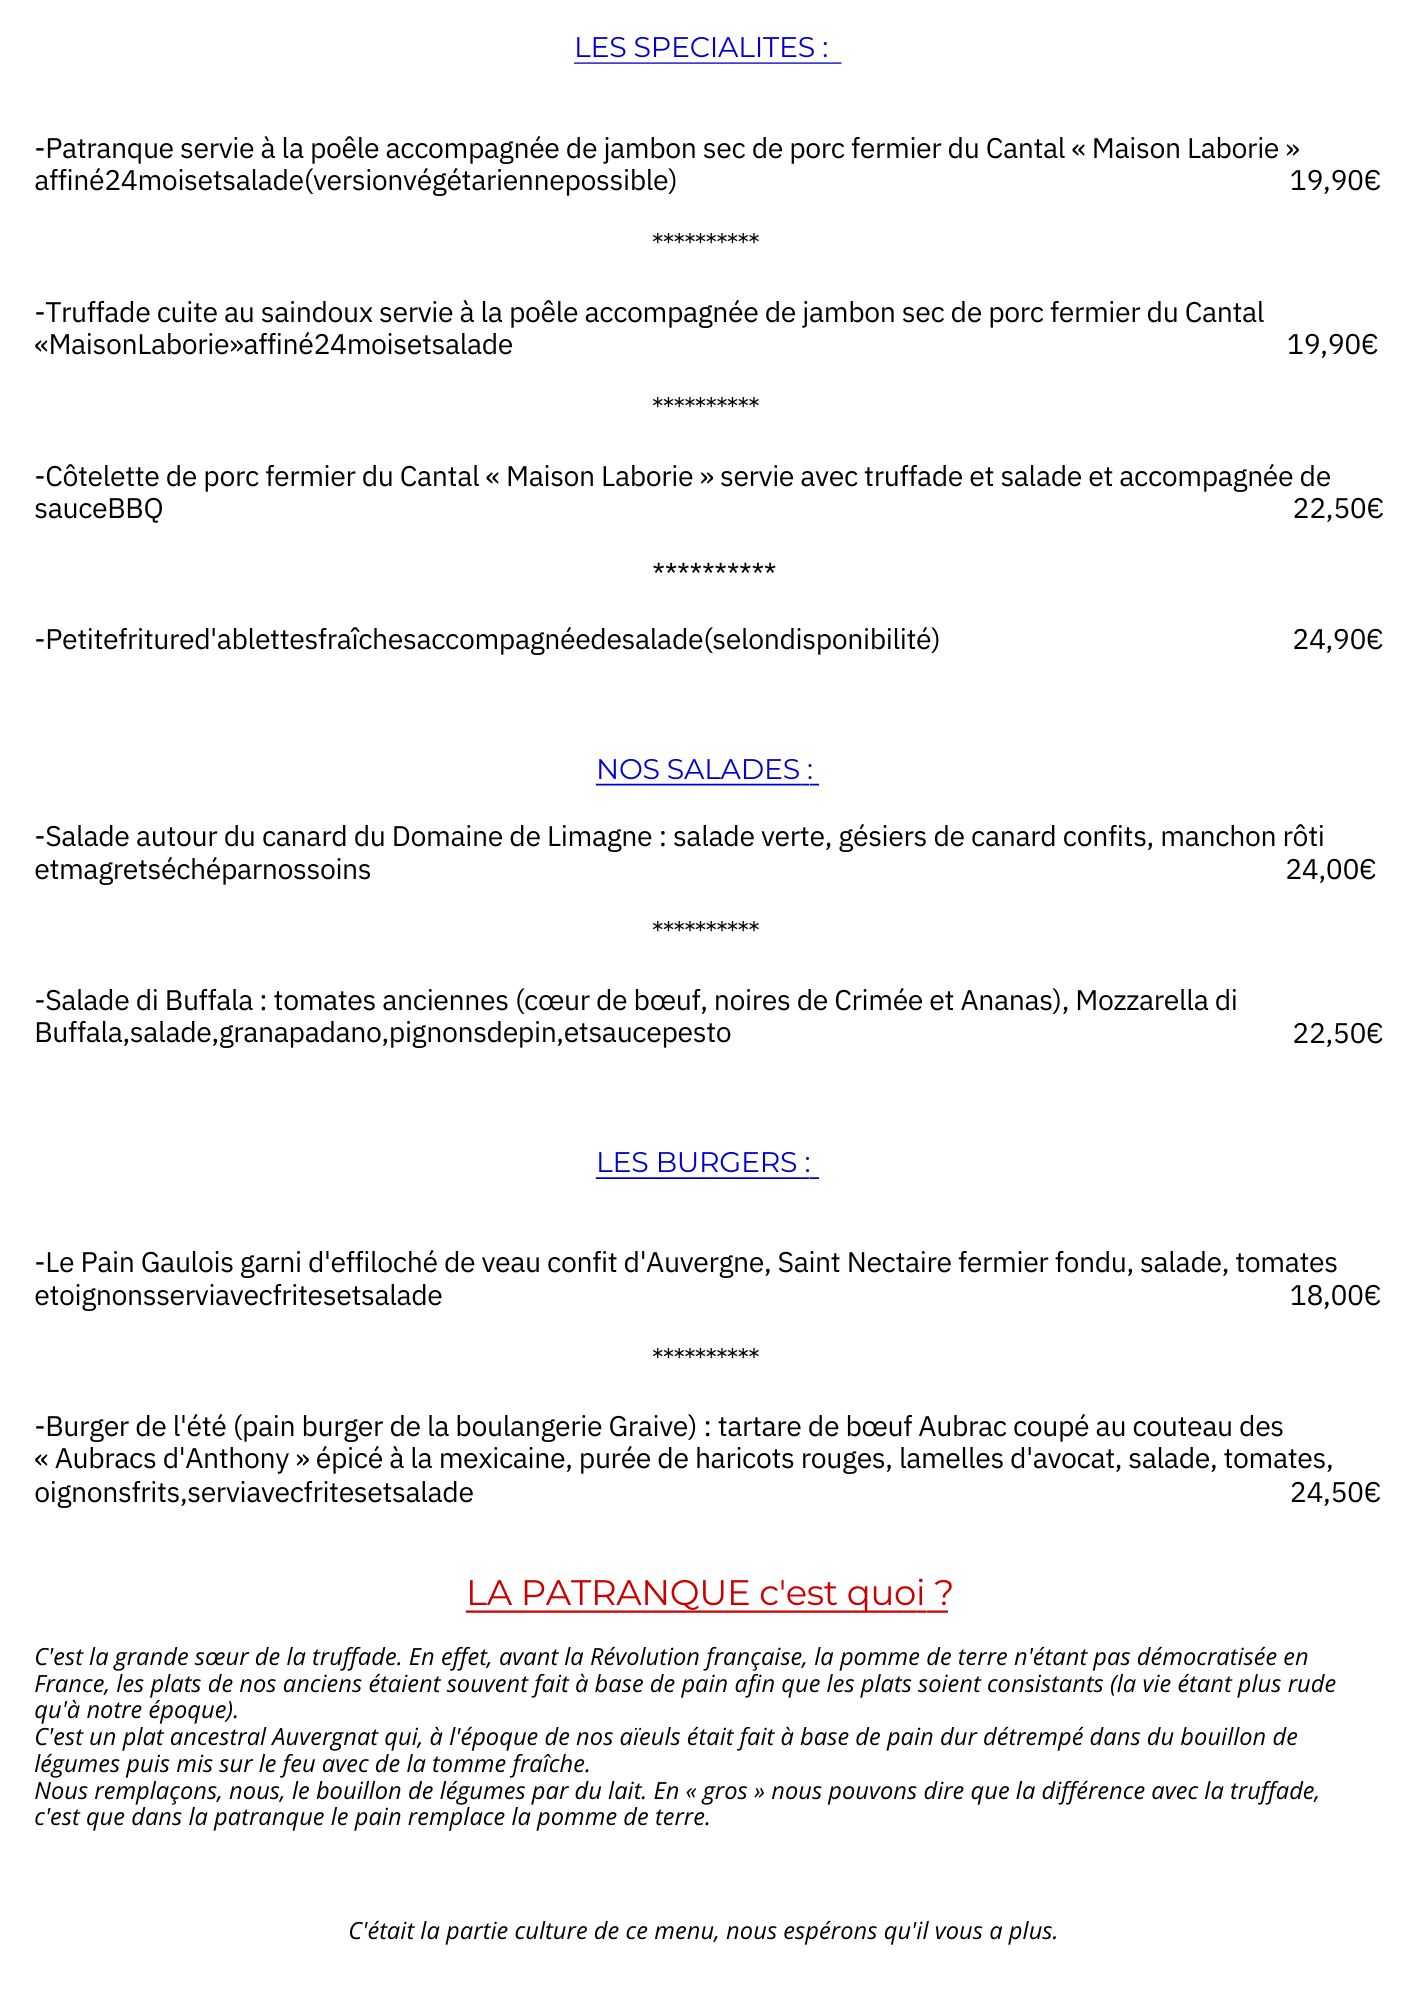 LES SPECIALITES :
-Patranque servie à la poêle accompagnée de jambon sec de porc fermier du Cantal « Maison Laborie »
affiné24moisetsalade(versionvégétariennepossible) 19,90€
**********
-Truffade cuite au saindoux servie à la poêle accompagnée de jambon sec de porc fermier du Cantal
«MaisonLaborie»affiné24moisetsalade 19,90€
**********
-Côtelette de porc fermier du Cantal « Maison Laborie » servie avec truffade et salade et accompagnée de
sauceBBQ 22,50€
**********
-Petitefritured'ablettesfraîchesaccompagnéedesalade(selondisponibilité) 24,90€
NOS SALADES :
-Salade autour du canard du Domaine de Limagne : salade verte, gésiers de canard confits, manchon rôti
etmagretséchéparnossoins 24,00€
**********
-Salade di Buffala : tomates anciennes (cœur de bœuf, noires de Crimée et Ananas), Mozzarella di
Buffala,salade,granapadano,pignonsdepin,etsaucepesto 22,50€
LES BURGERS :
-Le Pain Gaulois garni d'effiloché de veau confit d'Auvergne, Saint Nectaire fermier fondu, salade, tomates
etoignonsserviavecfritesetsalade 18,00€
**********
-Burger de l'été (pain burger de la boulangerie Graive) : tartare de bœuf Aubrac coupé au couteau des
« Aubracs d'Anthony » épicé à la mexicaine, purée de haricots rouges, lamelles d'avocat, salade, tomates,
oignonsfrits,serviavecfritesetsalade 24,50€
LA PATRANQUE c'est quoi ?
C'est la grande sœur de la truffade. En effet, avant la Révolution française, la pomme de terre n'étant pas démocratisée en
France, les plats de nos anciens étaient souvent fait à base de pain afin que les plats soient consistants (la vie étant plus rude
qu'à notre époque).
C'est un plat ancestral Auvergnat qui, à l'époque de nos aïeuls était fait à base de pain dur détrempé dans du bouillon de
légumes puis mis sur le feu avec de la tomme fraîche.
Nous remplaçons, nous, le bouillon de légumes par du lait. En « gros » nous pouvons dire que la différence avec la truffade,
c'est que dans la patranque le pain remplace la pomme de terre.
C'était la partie culture de ce menu, nous espérons qu'il vous a plus.